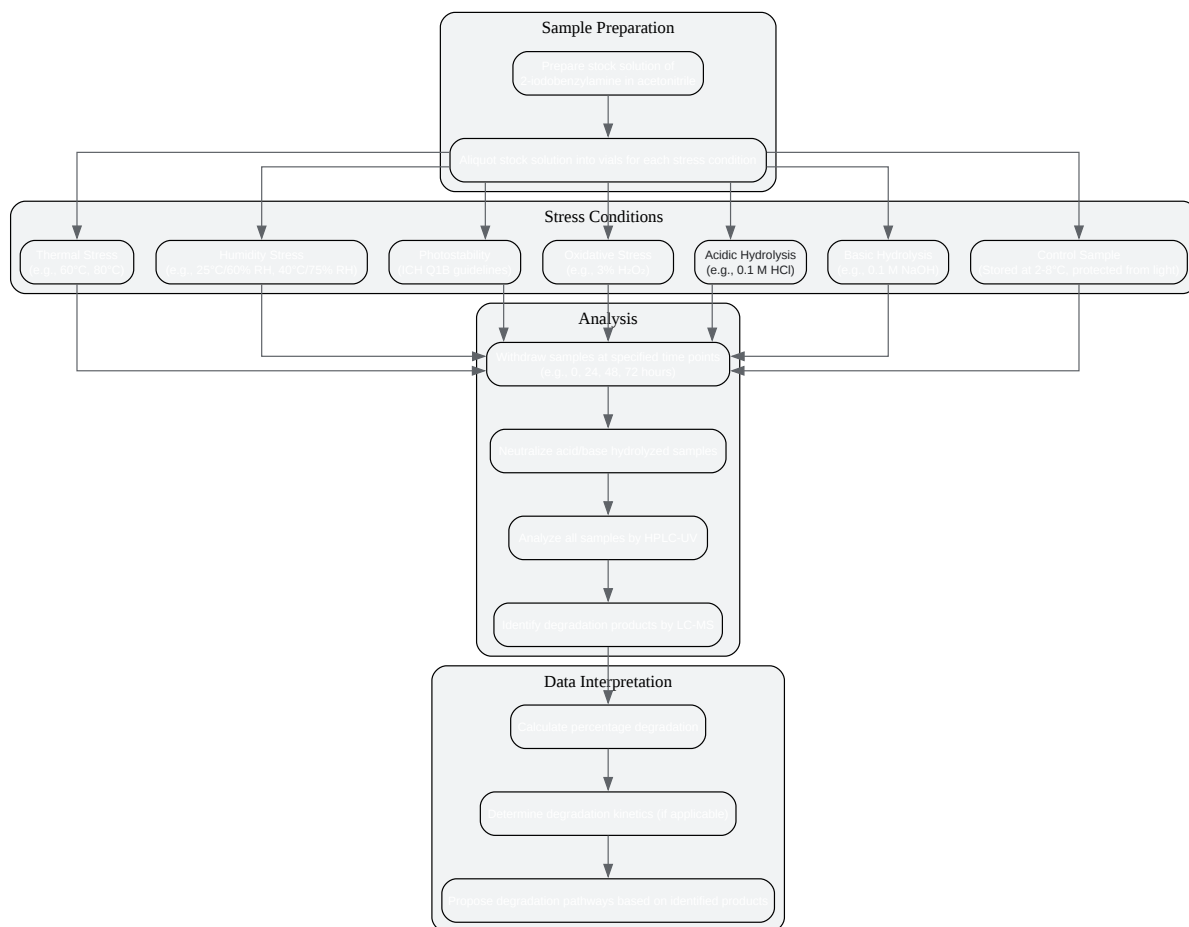 Sample Preparation
Prepare stock solution of
2-iodobenzylamine in acetonitrile
Aliquot stock solution into vials for each stress condition
Stress Conditions
Thermal Stress
(e.g., 60°C, 80°C)
Humidity Stress
(e.g., 25°C/60% RH, 40°C/75% RH)
Photostability
(ICH Q1B guidelines)
Oxidative Stress
(e.g., 3% H₂O₂)
Acidic Hydrolysis
(e.g., 0.1 M HCl)
Basic Hydrolysis
(e.g., 0.1 M NaOH)
Control Sample
(Stored at 2-8°C, protected from light)
Analysis
Withdraw samples at specified time points
(e.g., 0, 24, 48, 72 hours)
Neutralize acid/base hydrolyzed samples
Analyze all samples by HPLC-UV
Identify degradation products by LC-MS
Data Interpretation
Calculate percentage degradation
Determine degradation kinetics (if applicable)
Propose degradation pathways based on identified products